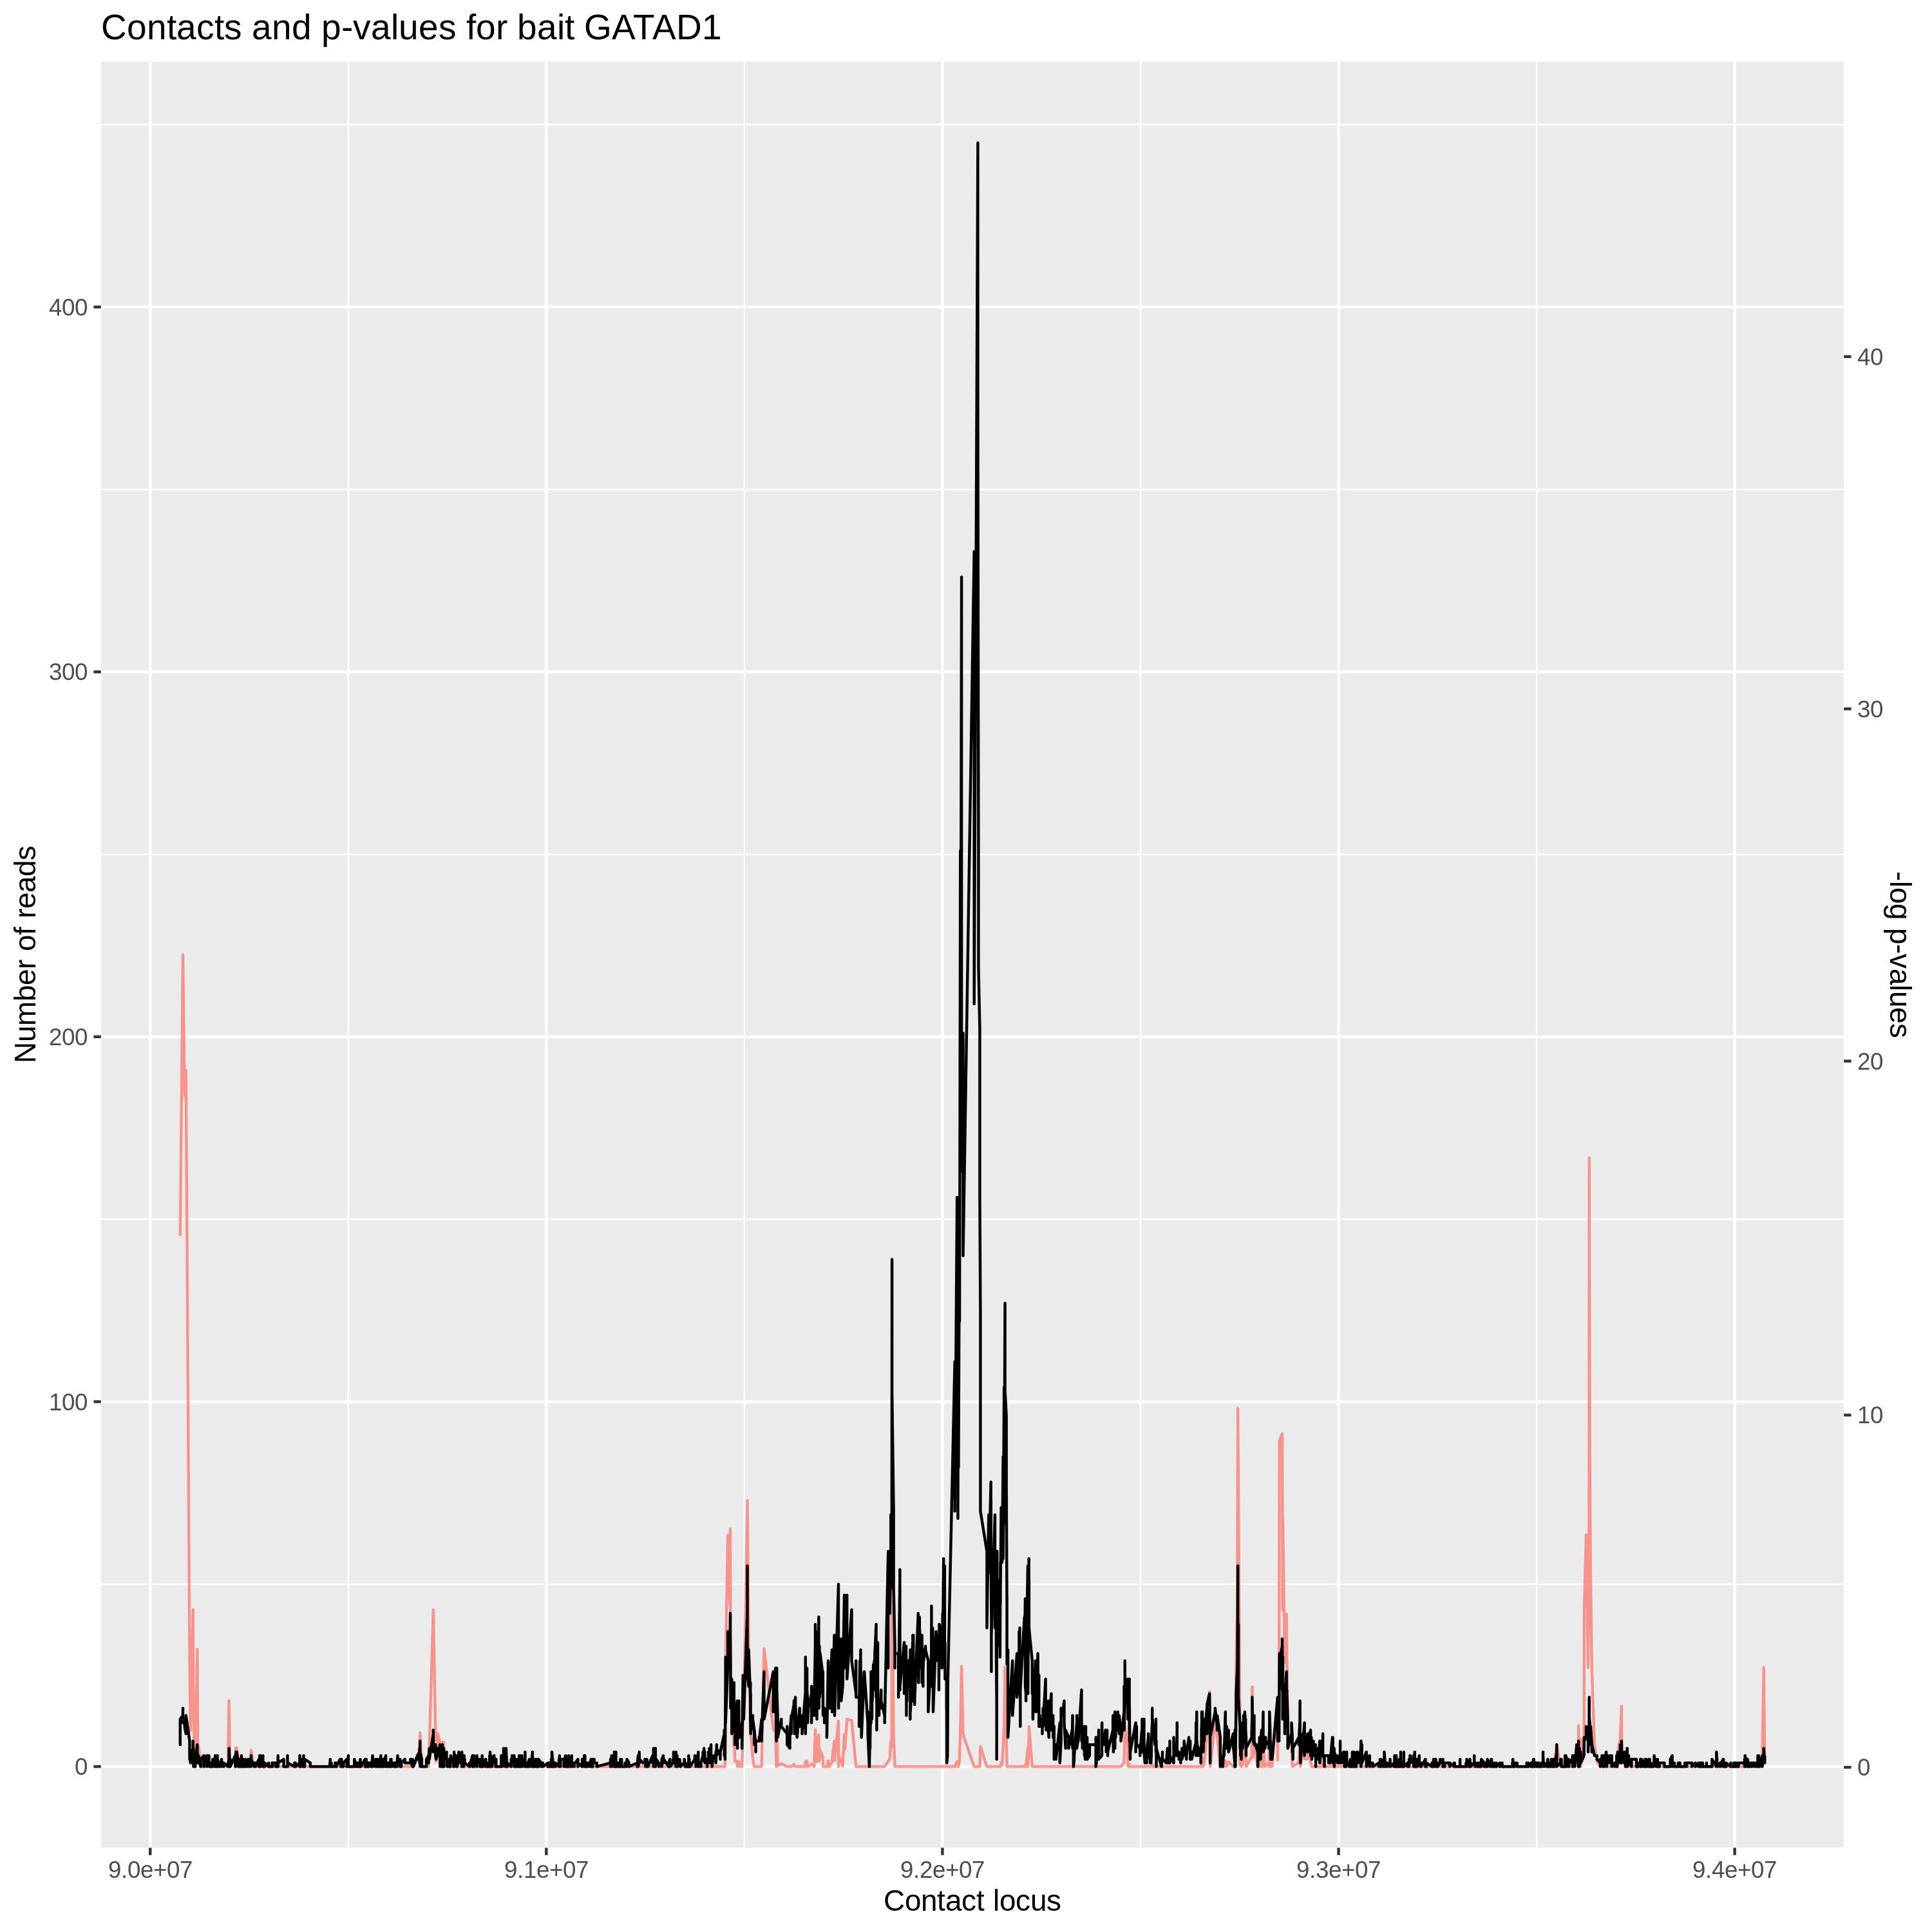 Contacts and p-values for bait GATAD1
400
300
200
100
0
40
30
20
10
0
Number of reads
-log p-values
9.0e+07
9.1e+07
9.2e+07
9.3e+07
9.4e+07
Contact locus